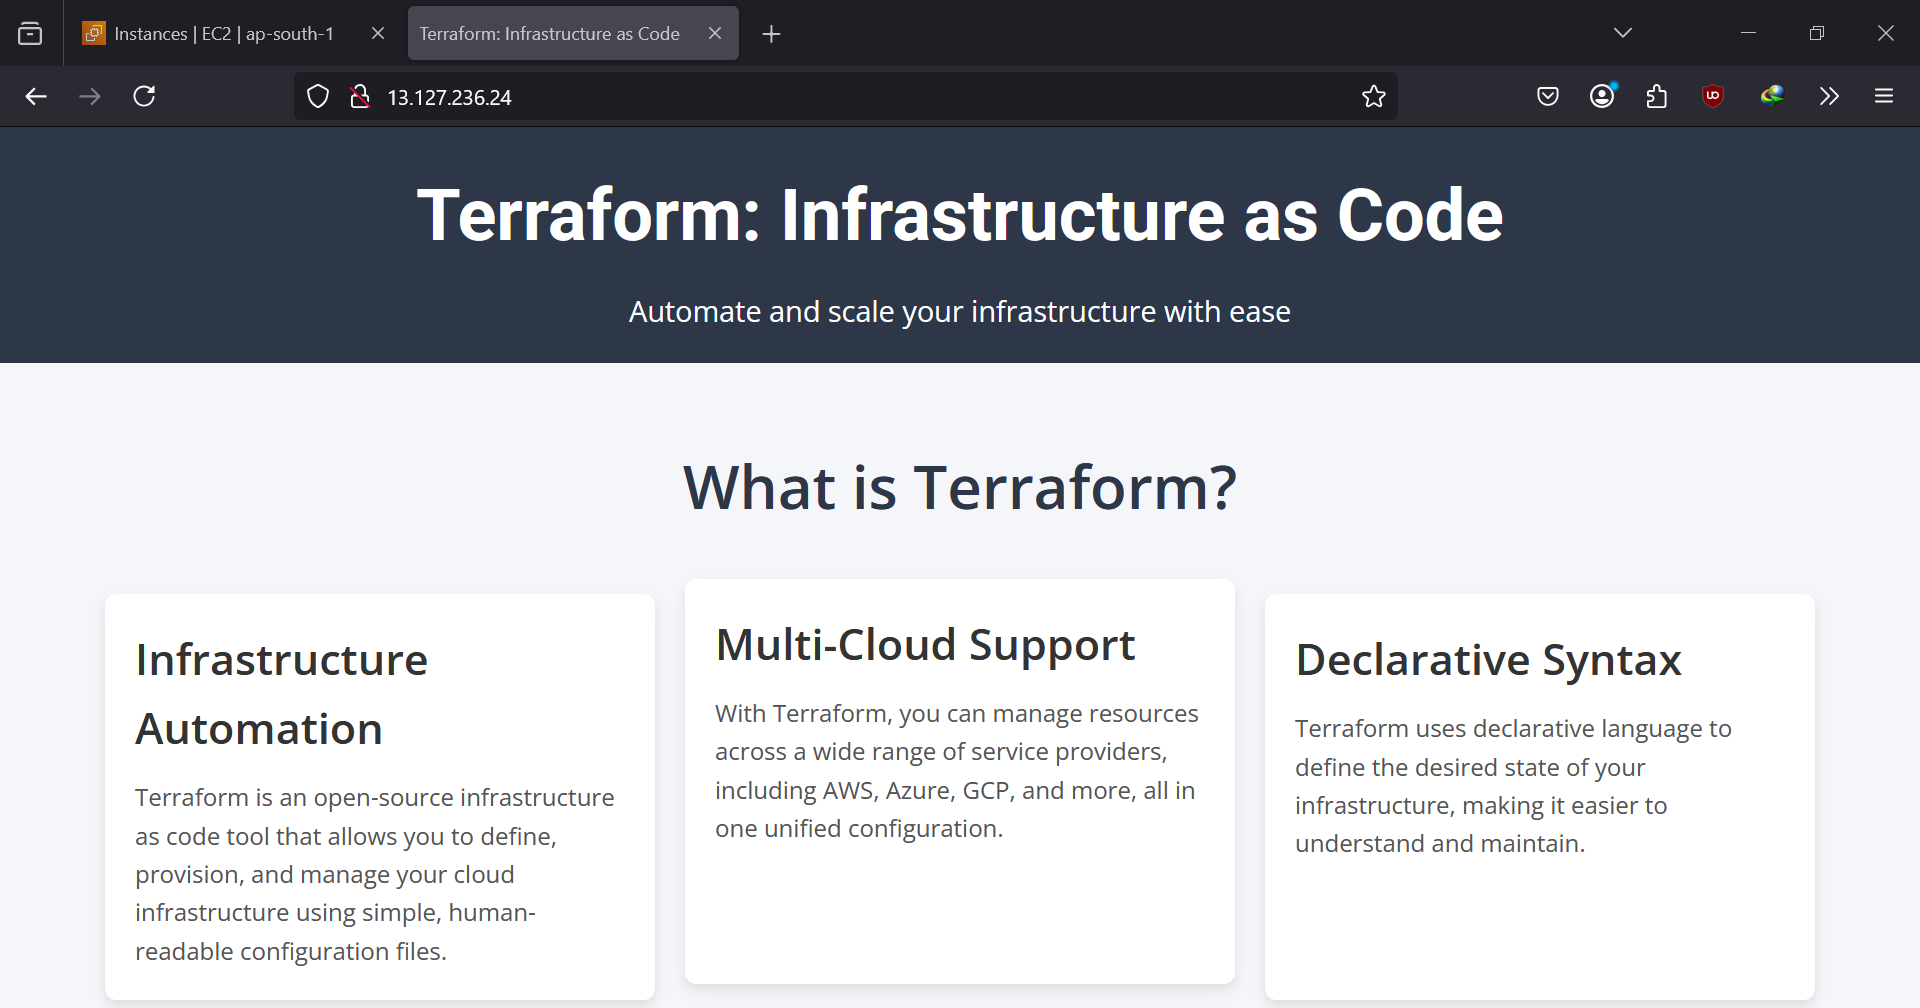 Instances | EC2 | ap-south-1
Terraform: Infrastructure as Code
13.127.236.24
Terraform: Infrastructure as Code
Automate and scale your infrastructure with ease
What is Terraform?
Infrastructure
Automation
Terraform is an open-source infrastructure
as code tool that allows you to define,
provision, and manage your cloud
infrastructure using simple, human-
readable configuration files.
Multi-Cloud Support
With Terraform, you can manage resources
across a wide range of service providers,
including AWS, Azure, GCP, and more, all in
one unified configuration.
Declarative Syntax
Terraform uses declarative language to
define the desired state of your
infrastructure, making it easier to
understand and maintain.